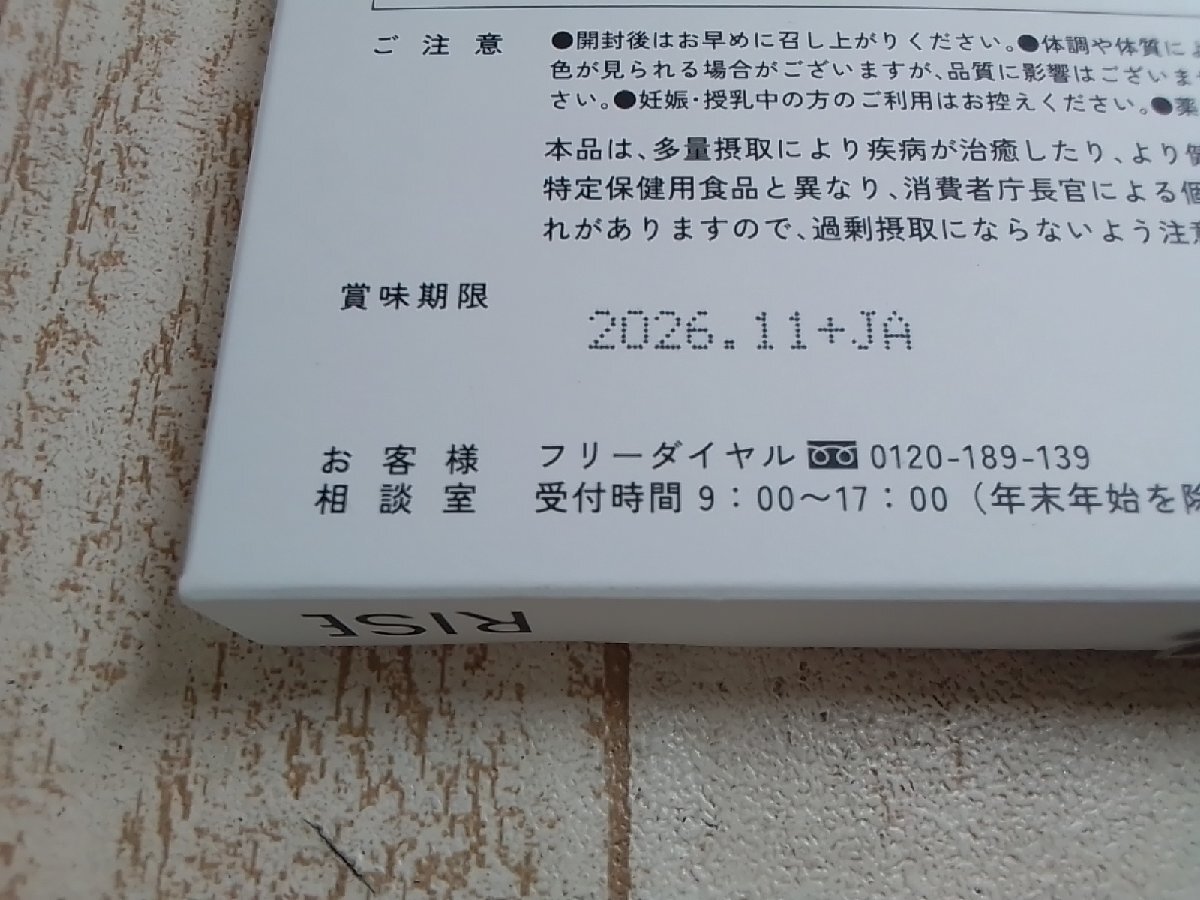 ご注意 ●開封後はお早めに召し上がりください。●体調や体質によ
色が見られる場合がございますが、品質に影響はございませ
さい。●妊娠・授乳中の方のご利用はお控えください。●薬
本品は、多量摂取により疾病が治癒したり、より
特定保健用食品と異なり、消費者庁長官による個
れがありますので、過剰摂取にならないよう注意
賞味期限 2026.11+JA
お客様 フリーダイヤル 0120-189-139
相談室 受付時間 9:00〜17:00（年末年始を除
RISE